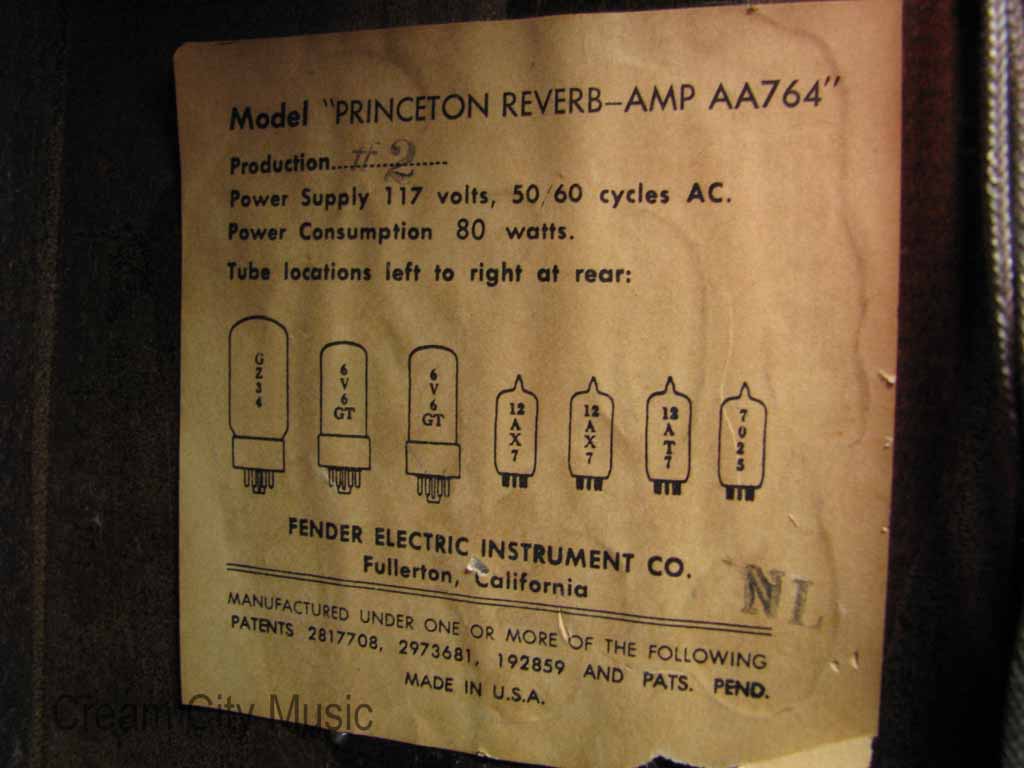 Model "PRINCETON REVERB-AMP AA764"
Production......#2......
Power Supply 117 volts, 50/60 cycles AC.
Power Consumption 80 watts.
Tube locations left to right at rear:
GZ34 6V6GT 6V6GT 12AX7 12AX7 12AT7 7025
FENDER ELECTRIC INSTRUMENT CO.
Fullerton, California
NL
MANUFACTURED UNDER ONE OR MORE OF THE FOLLOWING
PATENTS 2817708, 2973681, 192859 AND PATS. PEND.
MADE IN U.S.A.
Cream City Music